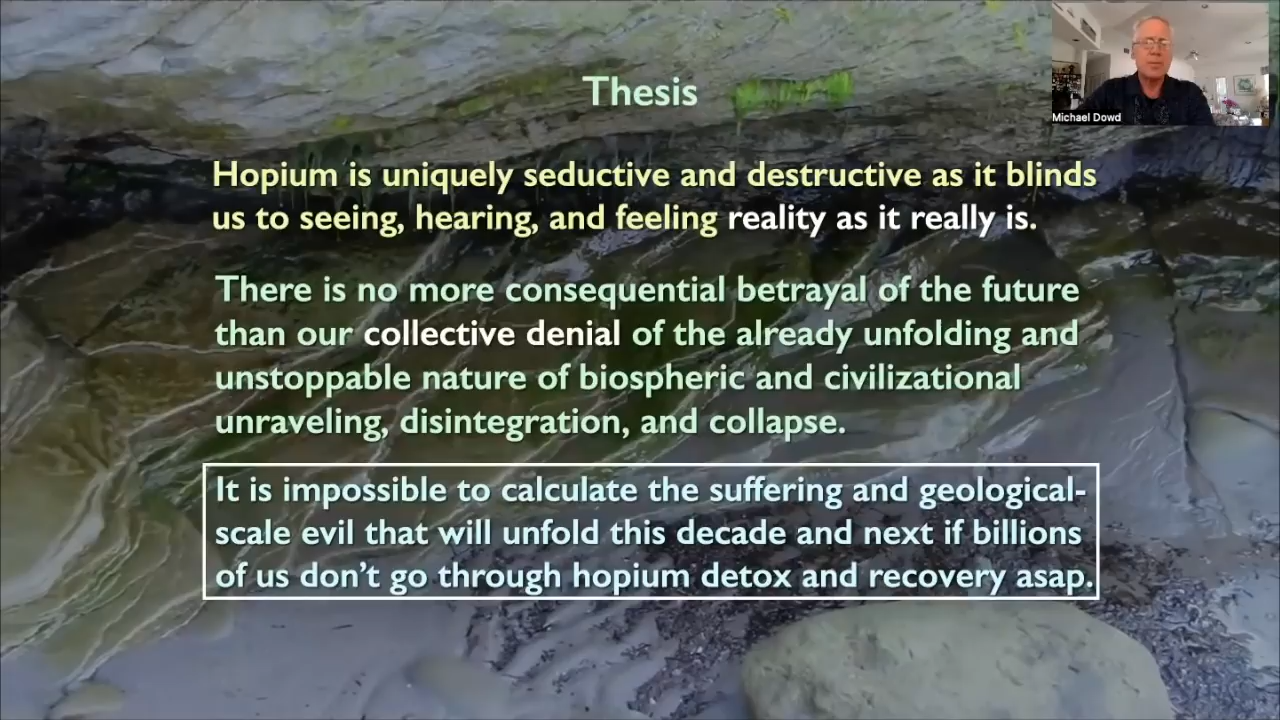 Thesis
Michael Dowd
Hopium is uniquely seductive and destructive as it blinds
us to seeing, hearing, and feeling reality as it really is.
There is no more consequential betrayal of the future
than our collective denial of the already unfolding and
unstoppable nature of biospheric and civilizational
unraveling, disintegration, and collapse.
It is impossible to calculate the suffering and geological-
scale evil that will unfold this decade and next if billions
of us don't go through hopium detox and recovery asap.